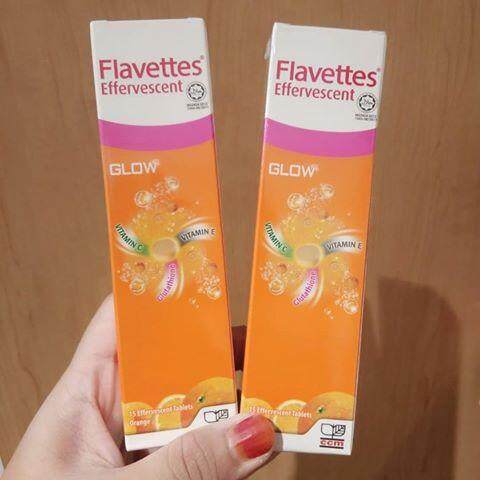 Flavettes®
Effervescent
GLOW®
VITAMIN C
VITAMIN E
Glutathione
15 Effervescent Tablets
Orange
Flavettes®
Effervescent
GLOW®
VITAMIN C
VITAMIN E
Glutathione
15 Effervescent Tablets
ccm